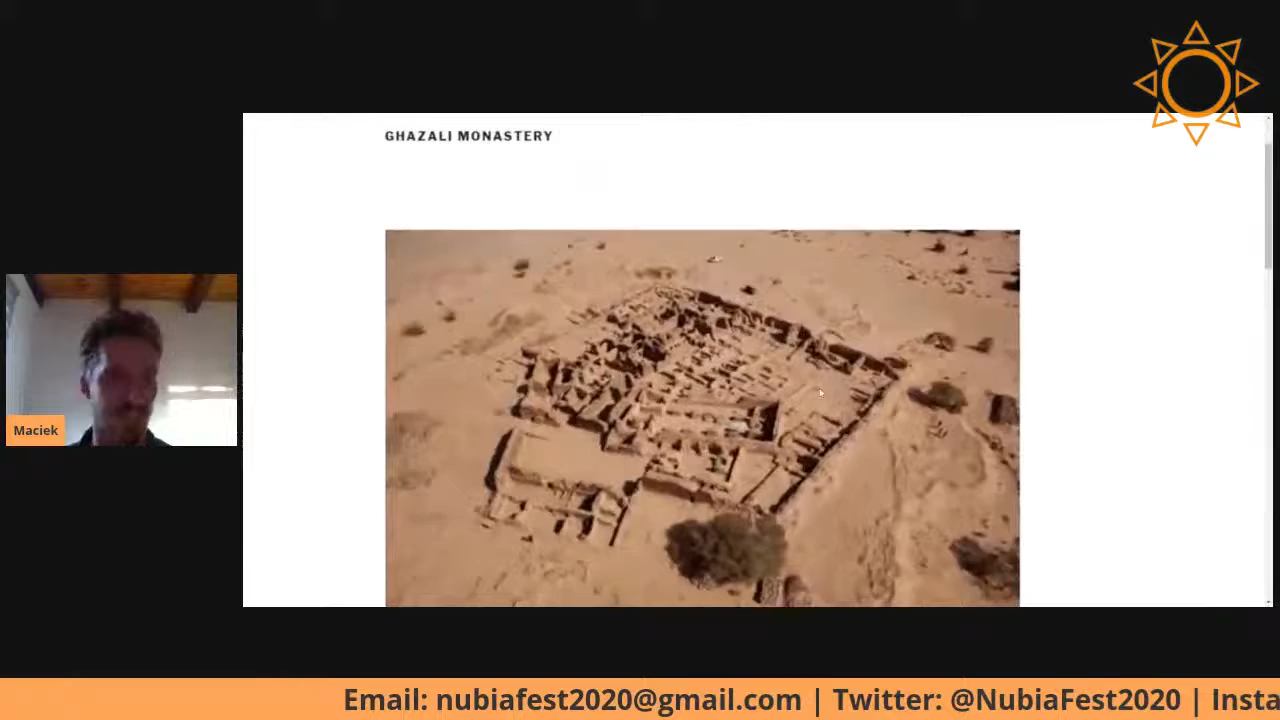 GHAZALI MONASTERY
Maciek
Email: nubiafest2020@gmail.com | Twitter: @NubiaFest2020 | Insta